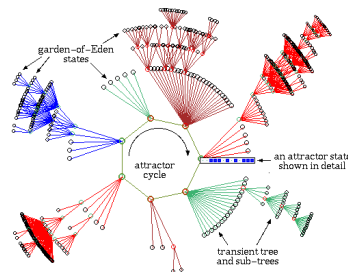 garden-of-Eden
states
attractor
cycle
an attractor state
shown in detail
transient tree
and sub-trees